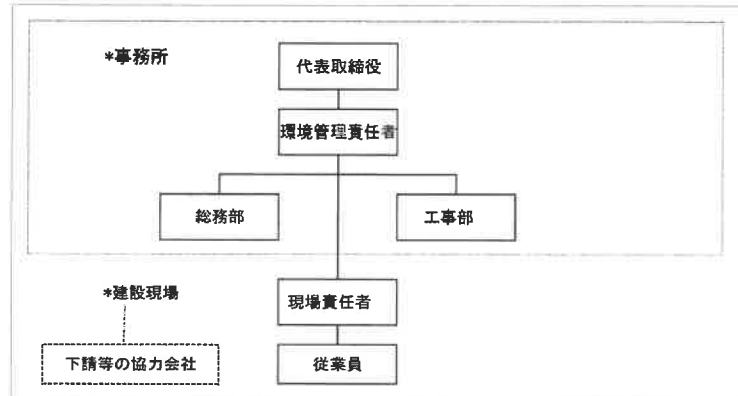 *事務所
代表取締役
環境管理責任者
総務部
工事部
*建設現場
現場責任者
下請等の協力会社
従業員